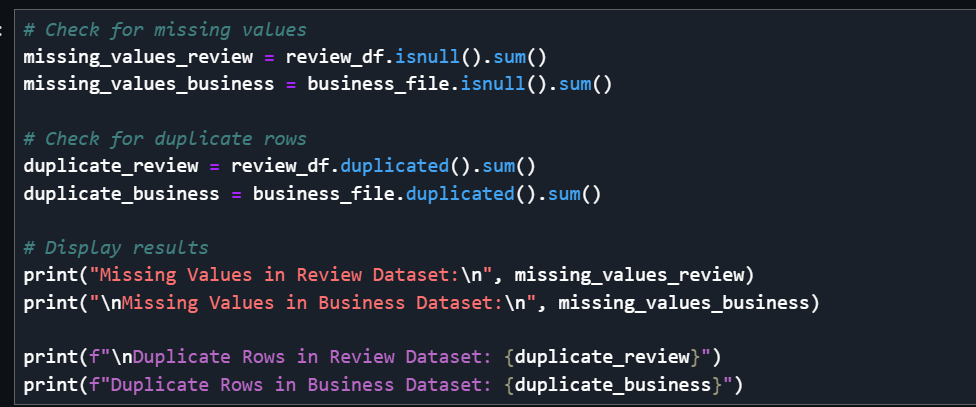 :
# Check for missing values
missing_values_review = review_df.isnull().sum()
missing_values_business = business_file.isnull().sum()
# Check for duplicate rows
duplicate_review = review_df.duplicated().sum()
duplicate_business = business_file.duplicated().sum()
# Display results
print("Missing Values in Review Dataset:\n", missing_values_review)
print("\nMissing Values in Business Dataset:\n", missing_values_business)
print(f"\nDuplicate Rows in Review Dataset: {duplicate_review}")
print(f"Duplicate Rows in Business Dataset: {duplicate_business}")